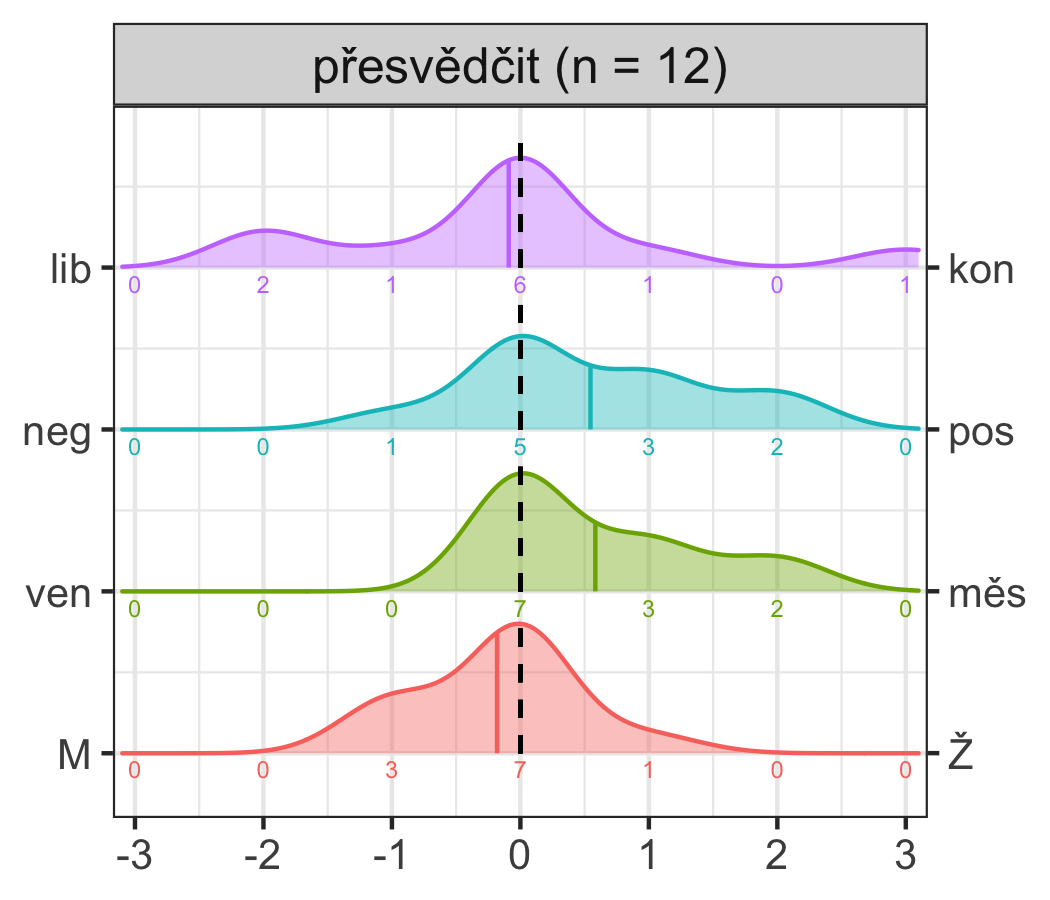 přesvědčit (n = 12)
lib kon
0 2 1 6 1 0 1
neg pos
0 0 1 5 3 2 0
ven měs
0 0 0 7 3 2 0
M Ž
0 0 3 7 1 0 0
-3 -2 -1 0 1 2 3